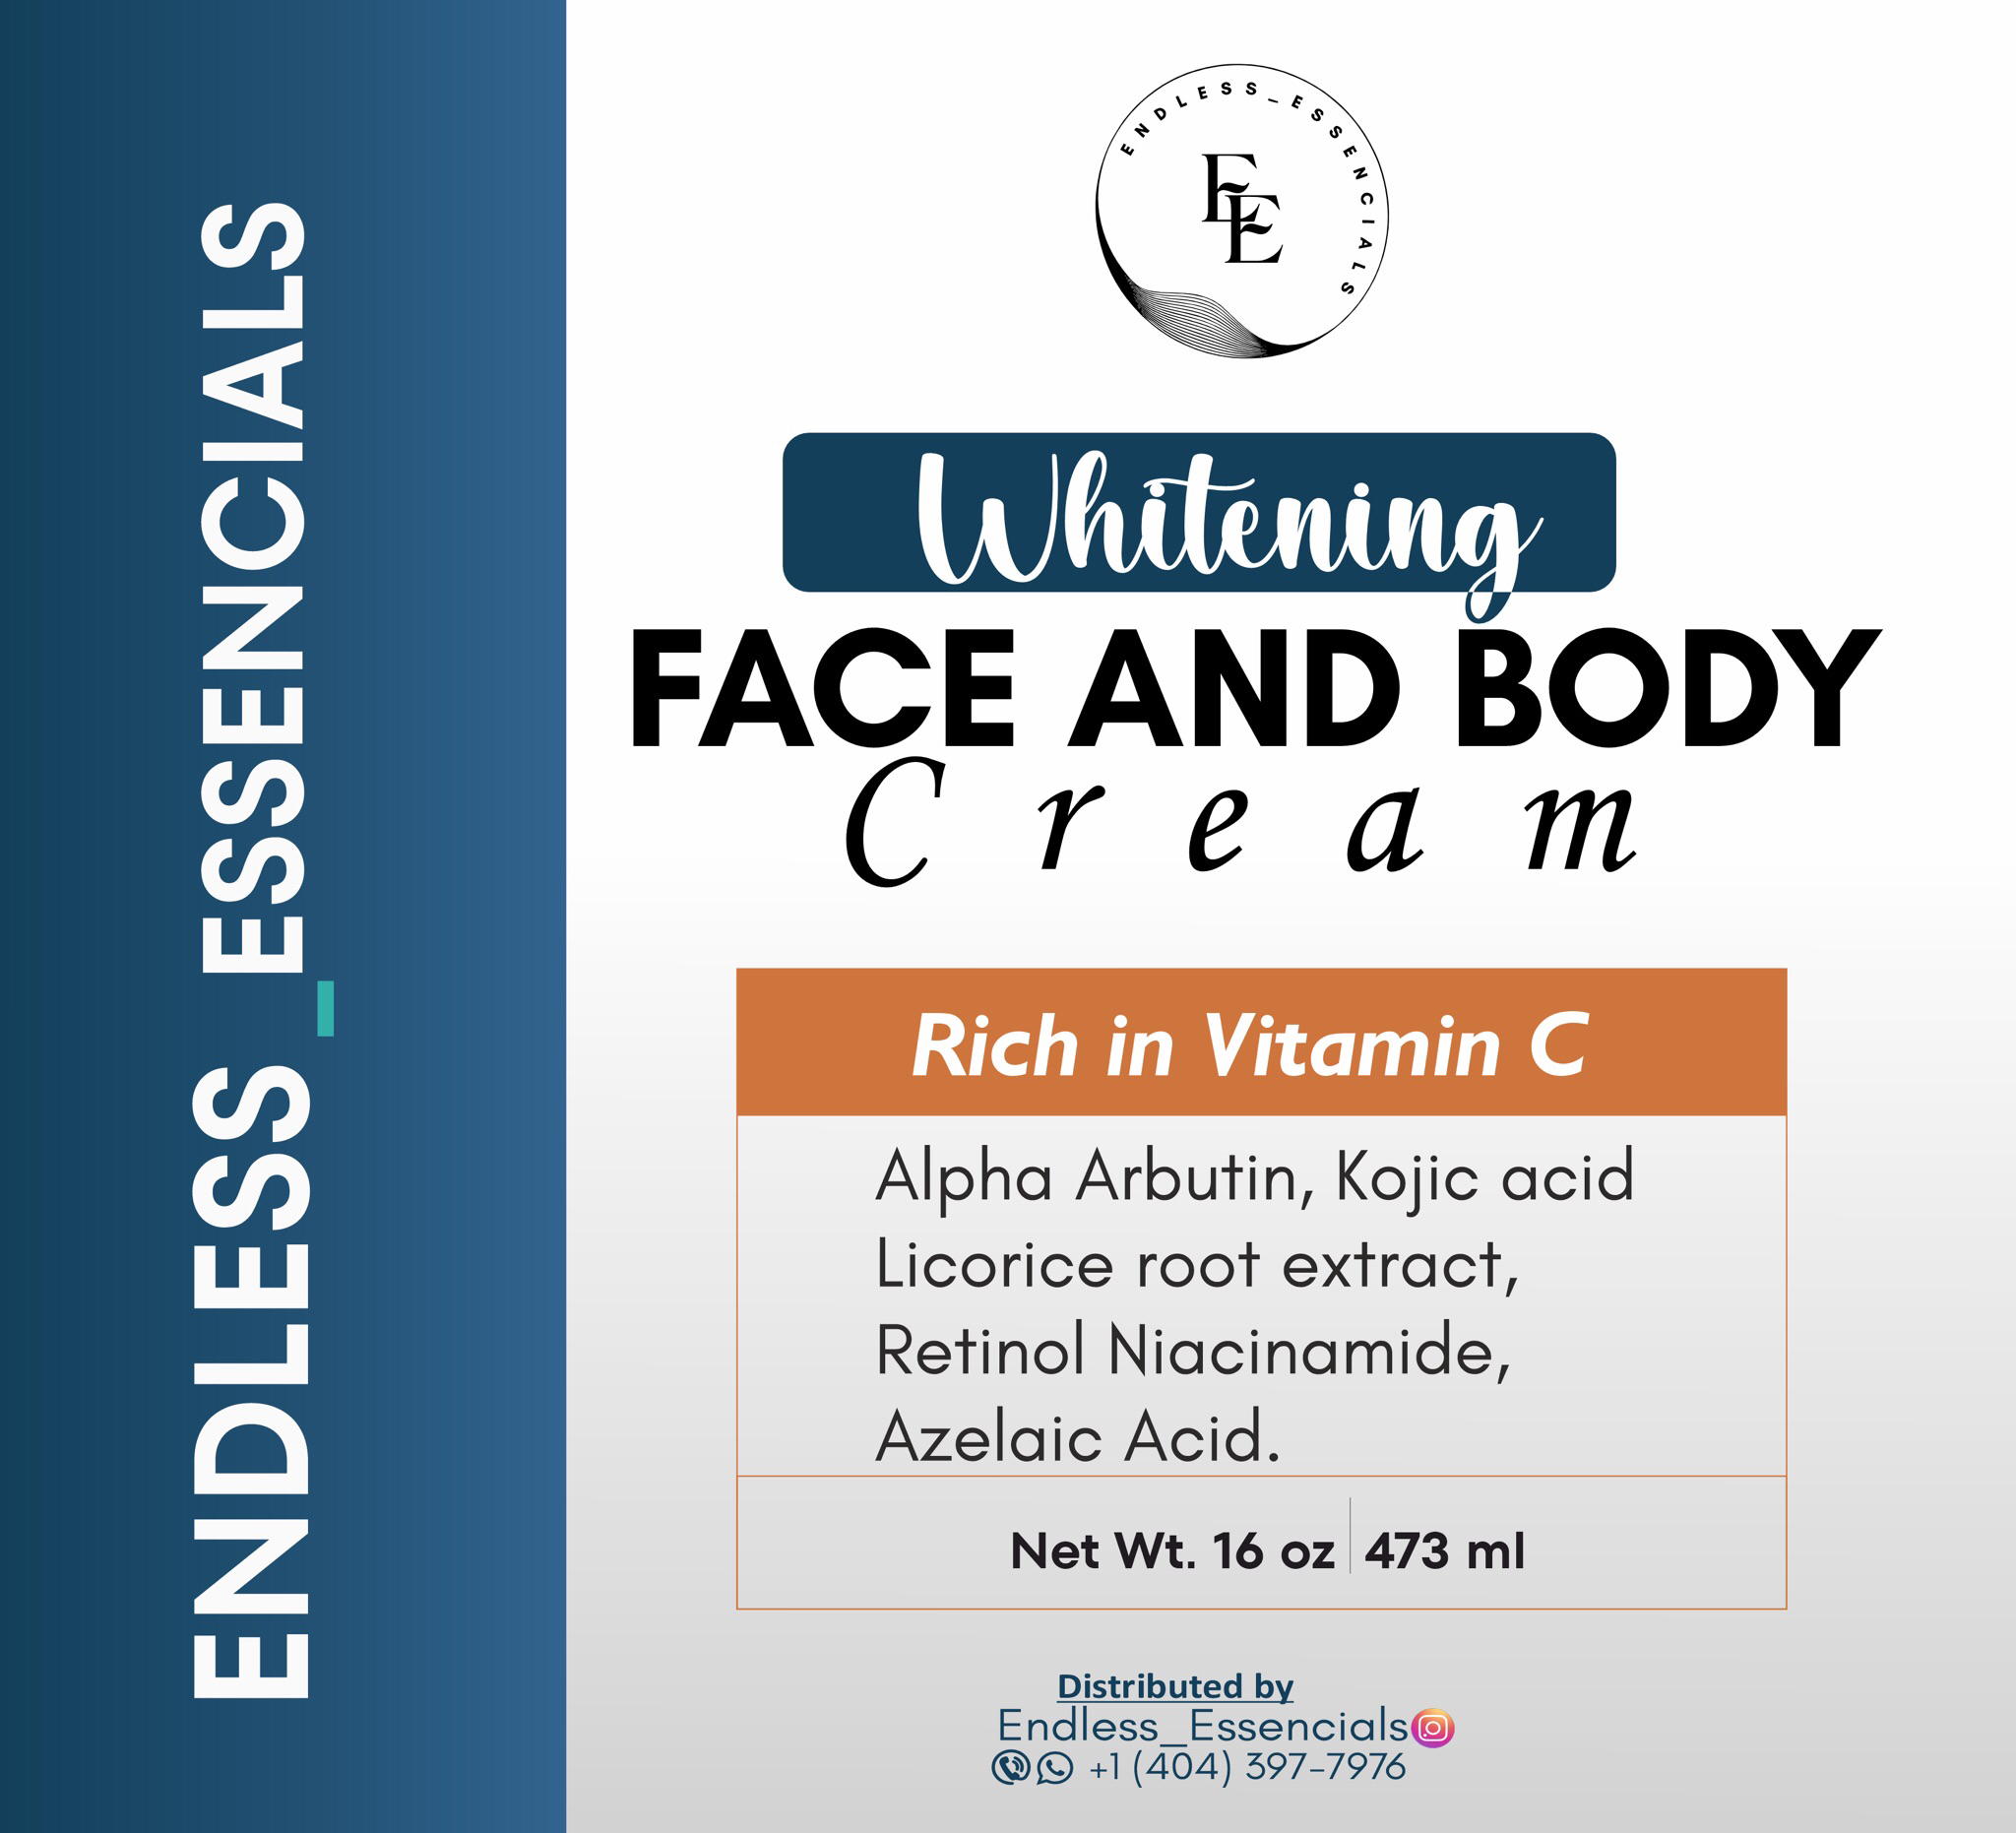 ENDLESS_ESSENCIALS
ENDLESS_ESSENCIALS
EE
Whitening
FACE AND BODY
Cream
Rich in Vitamin C
Alpha Arbutin, Kojic acid
Licorice root extract,
Retinol Niacinamide,
Azelaic Acid.
Net Wt. 16 oz 473 ml
Distributed by
Endless_Essencials
+1 (404) 397-7976